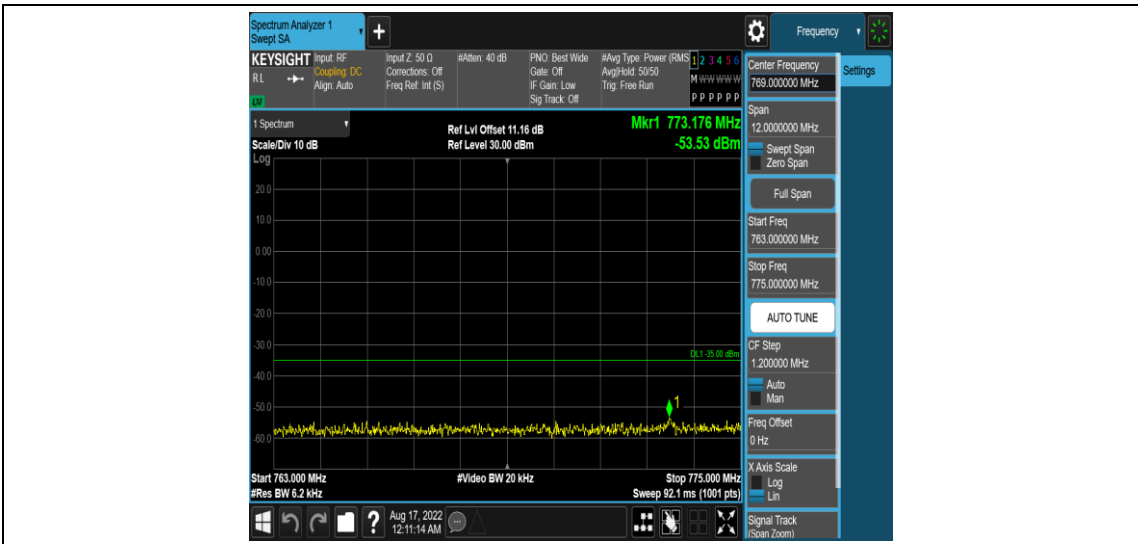 Spectrum Analyzer 1
Swept SA
+
Frequency
KEYSIGHT
RL
LNI
Input: RF
Coupling: DC
Align: Auto
Input Z: 50 Ω
Corrections: Off
Freq Ref: Int (S)
#Atten: 40 dB
PNO: Best Wide
Gate: Off
IF Gain: Low
Sig Track: Off
#Avg Type: Power (RMS
Avg|Hold: 50/50
Trig: Free Run
1 2 3 4 5 6
M W W W W W
P P P P P P
1 Spectrum
Scale/Div 10 dB
Log
Ref Lvl Offset 11.16 dB
Ref Level 30.00 dBm
Mkr1 773.176 MHz
-53.53 dBm
20.0
10.0
0.00
-10.0
-20.0
-30.0
DL1 -35.00 dBm
-40.0
1
-50.0
-60.0
Start 763.000 MHz
#Res BW 6.2 kHz
#Video BW 20 kHz
Stop 775.000 MHz
Sweep 92.1 ms (1001 pts)
?
Aug 17, 2022
12:11:14 AM
Center Frequency
769.000000 MHz
Settings
Span
12.0000000 MHz
Swept Span
Zero Span
Full Span
Start Freq
763.000000 MHz
Stop Freq
775.000000 MHz
AUTO TUNE
CF Step
1.200000 MHz
Auto
Man
Freq Offset
0 Hz
X Axis Scale
Log
Lin
Signal Track
(Span Zoom)